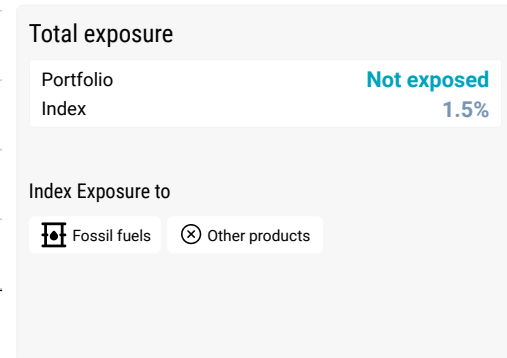 Total exposure
Portfolio Not exposed
Index 1.5%
Index Exposure to
Fossil fuels Other products